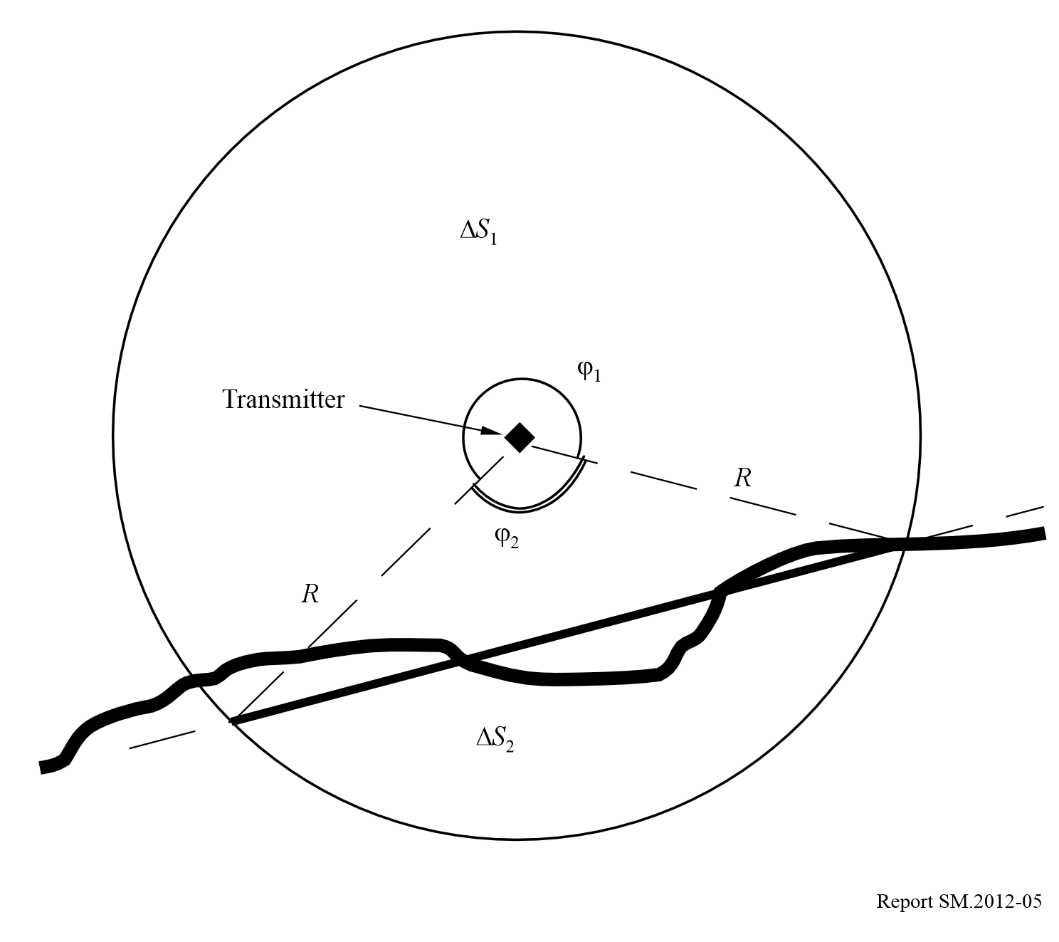 ΔS₁
φ₁
Transmitter
R
φ₂
R
ΔS₂
Report SM.2012-05